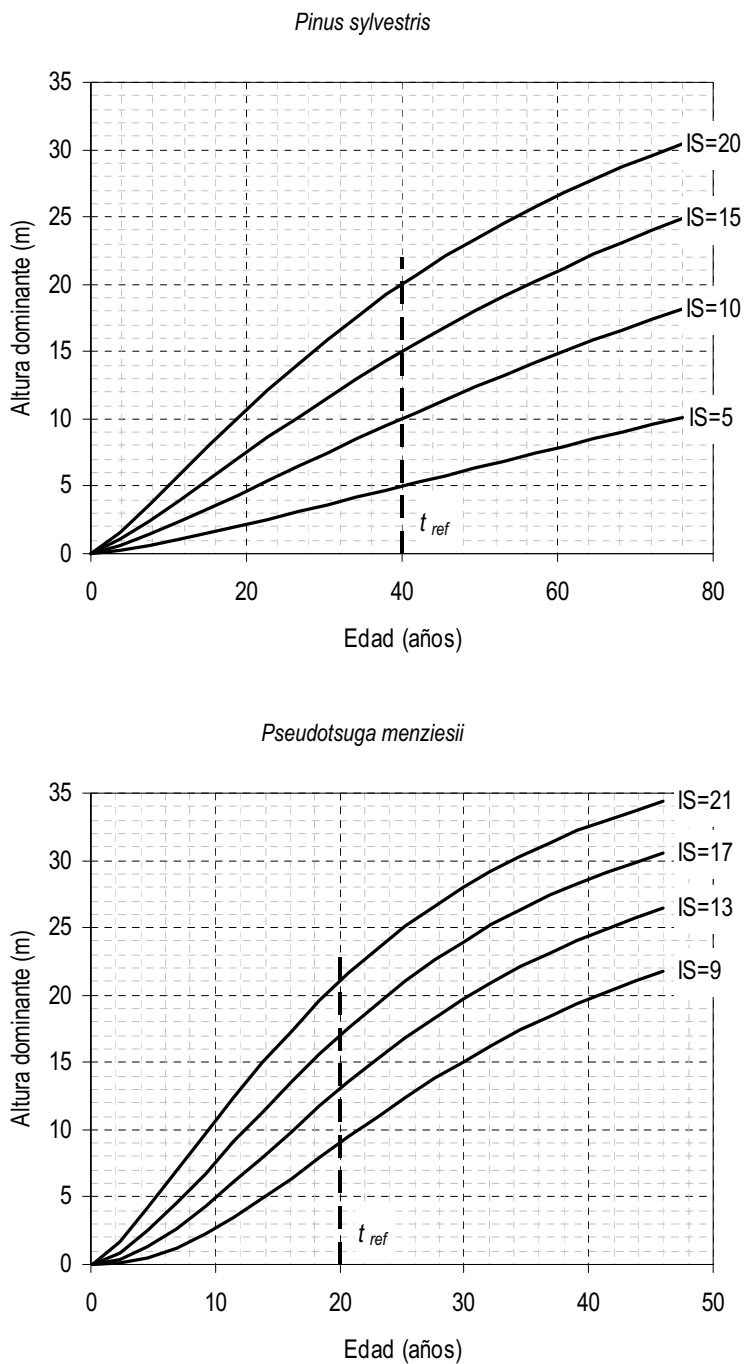 Pinus sylvestris
35
30
25
20
15
10
5
0
Altura dominante (m)
IS=20
IS=15
IS=10
IS=5
t ref
0 20 40 60 80
Edad (años)
Pseudotsuga menziesii
35
30
25
20
15
10
5
0
Altura dominante (m)
IS=21
IS=17
IS=13
IS=9
t ref
0 10 20 30 40 50
Edad (años)